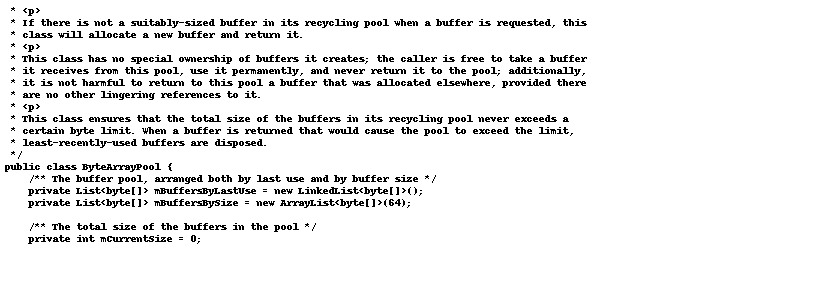 * <p>
* If there is not a suitably-sized buffer in its recycling pool when a buffer is requested, this
* class will allocate a new buffer and return it.
* <p>
* This class has no special ownership of buffers it creates; the caller is free to take a buffer
* it receives from this pool, use it permanently, and never return it to the pool; additionally,
* it is not harmful to return to this pool a buffer that was allocated elsewhere, provided there
* are no other lingering references to it.
* <p>
* This class ensures that the total size of the buffers in its recycling pool never exceeds a
* certain byte limit. When a buffer is returned that would cause the pool to exceed the limit,
* least-recently-used buffers are disposed.
*/
public class ByteArrayPool {
/** The buffer pool, arranged both by last use and by buffer size */
private List<byte[]> mBuffersByLastUse = new LinkedList<byte[]>();
private List<byte[]> mBuffersBySize = new ArrayList<byte[]>(64);
/** The total size of the buffers in the pool */
private int mCurrentSize = 0;